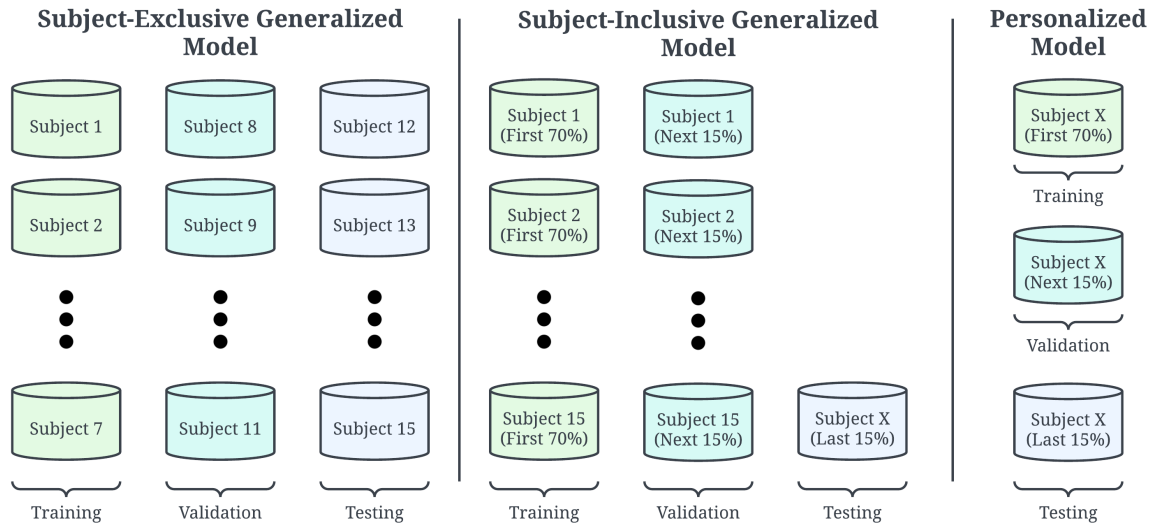 Subject-Exclusive Generalized
Model
Subject 1
Subject 8
Subject 12
Subject 2
Subject 9
Subject 13
Subject 7
Subject 11
Subject 15
Training
Validation
Testing
Subject-Inclusive Generalized
Model
Subject 1
(First 70%)
Subject 1
(Next 15%)
Subject 2
(First 70%)
Subject 2
(Next 15%)
Subject 15
(First 70%)
Subject 15
(Next 15%)
Subject X
(Last 15%)
Training
Validation
Testing
Personalized
Model
Subject X
(First 70%)
Training
Subject X
(Next 15%)
Validation
Subject X
(Last 15%)
Testing